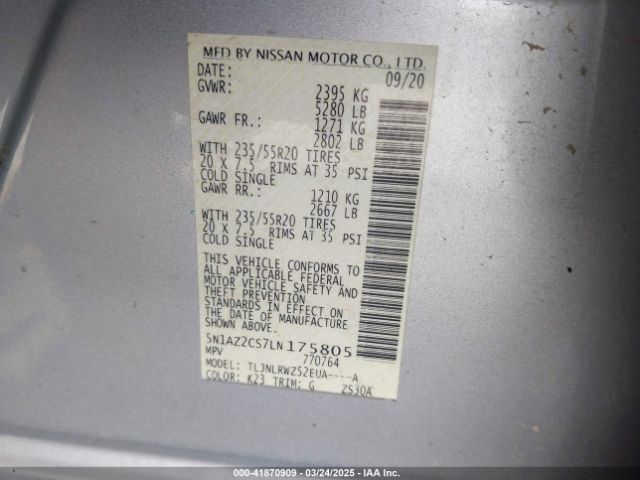 MFD BY NISSAN MOTOR CO., LTD.
DATE: 09/20
GVWR: 2395 KG
5280 LB
GAWR FR.: 1271 KG
2802 LB
WITH 235/55R20 TIRES
20 X 7.5 RIMS AT 35 PSI
COLD SINGLE
GAWR RR.: 1210 KG
2667 LB
WITH 235/55R20 TIRES
20 X 7.5 RIMS AT 35 PSI
COLD SINGLE
THIS VEHICLE CONFORMS TO
ALL APPLICABLE FEDERAL
MOTOR VEHICLE SAFETY AND
THEFT PREVENTION
STANDARDS IN EFFECT ON
THE DATE OF MANUFACTURE
SHOWN ABOVE.
5N1AZ2CS7LN175805
MPV 770764
MODEL: TLJNLRWZ52EUA----A
COLOR: K23 TRIM: G ZS30A
000-41870909 • 03/24/2025 • IAA Inc.